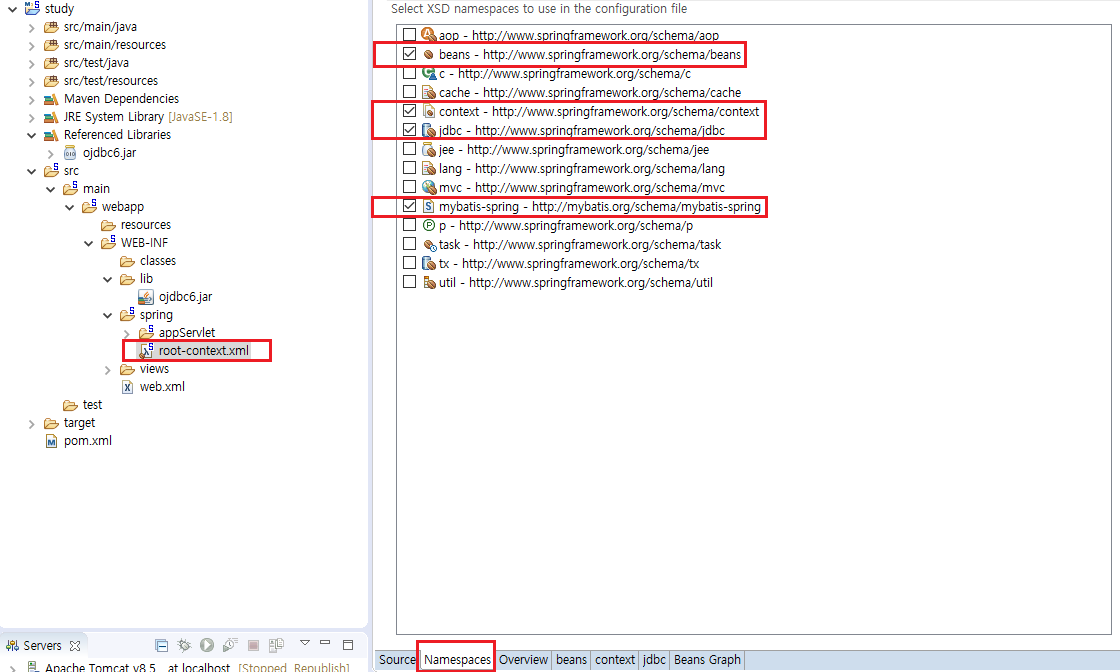 study
src/main/java
src/main/resources
src/test/java
src/test/resources
Maven Dependencies
JRE System Library [JavaSE-1.8]
Referenced Libraries
ojdbc6.jar
src
main
webapp
resources
WEB-INF
classes
lib
ojdbc6.jar
spring
appServlet
root-context.xml
views
web.xml
test
target
pom.xml
Servers
Apache Tomcat v8.5 at localhost [Stopped, Republish]
Select XSD namespaces to use in the configuration file
aop - http://www.springframework.org/schema/aop
beans - http://www.springframework.org/schema/beans
c - http://www.springframework.org/schema/c
cache - http://www.springframework.org/schema/cache
context - http://www.springframework.org/schema/context
jdbc - http://www.springframework.org/schema/jdbc
jee - http://www.springframework.org/schema/jee
lang - http://www.springframework.org/schema/lang
mvc - http://www.springframework.org/schema/mvc
mybatis-spring - http://mybatis.org/schema/mybatis-spring
p - http://www.springframework.org/schema/p
task - http://www.springframework.org/schema/task
tx - http://www.springframework.org/schema/tx
util - http://www.springframework.org/schema/util
Source Namespaces Overview beans context jdbc Beans Graph